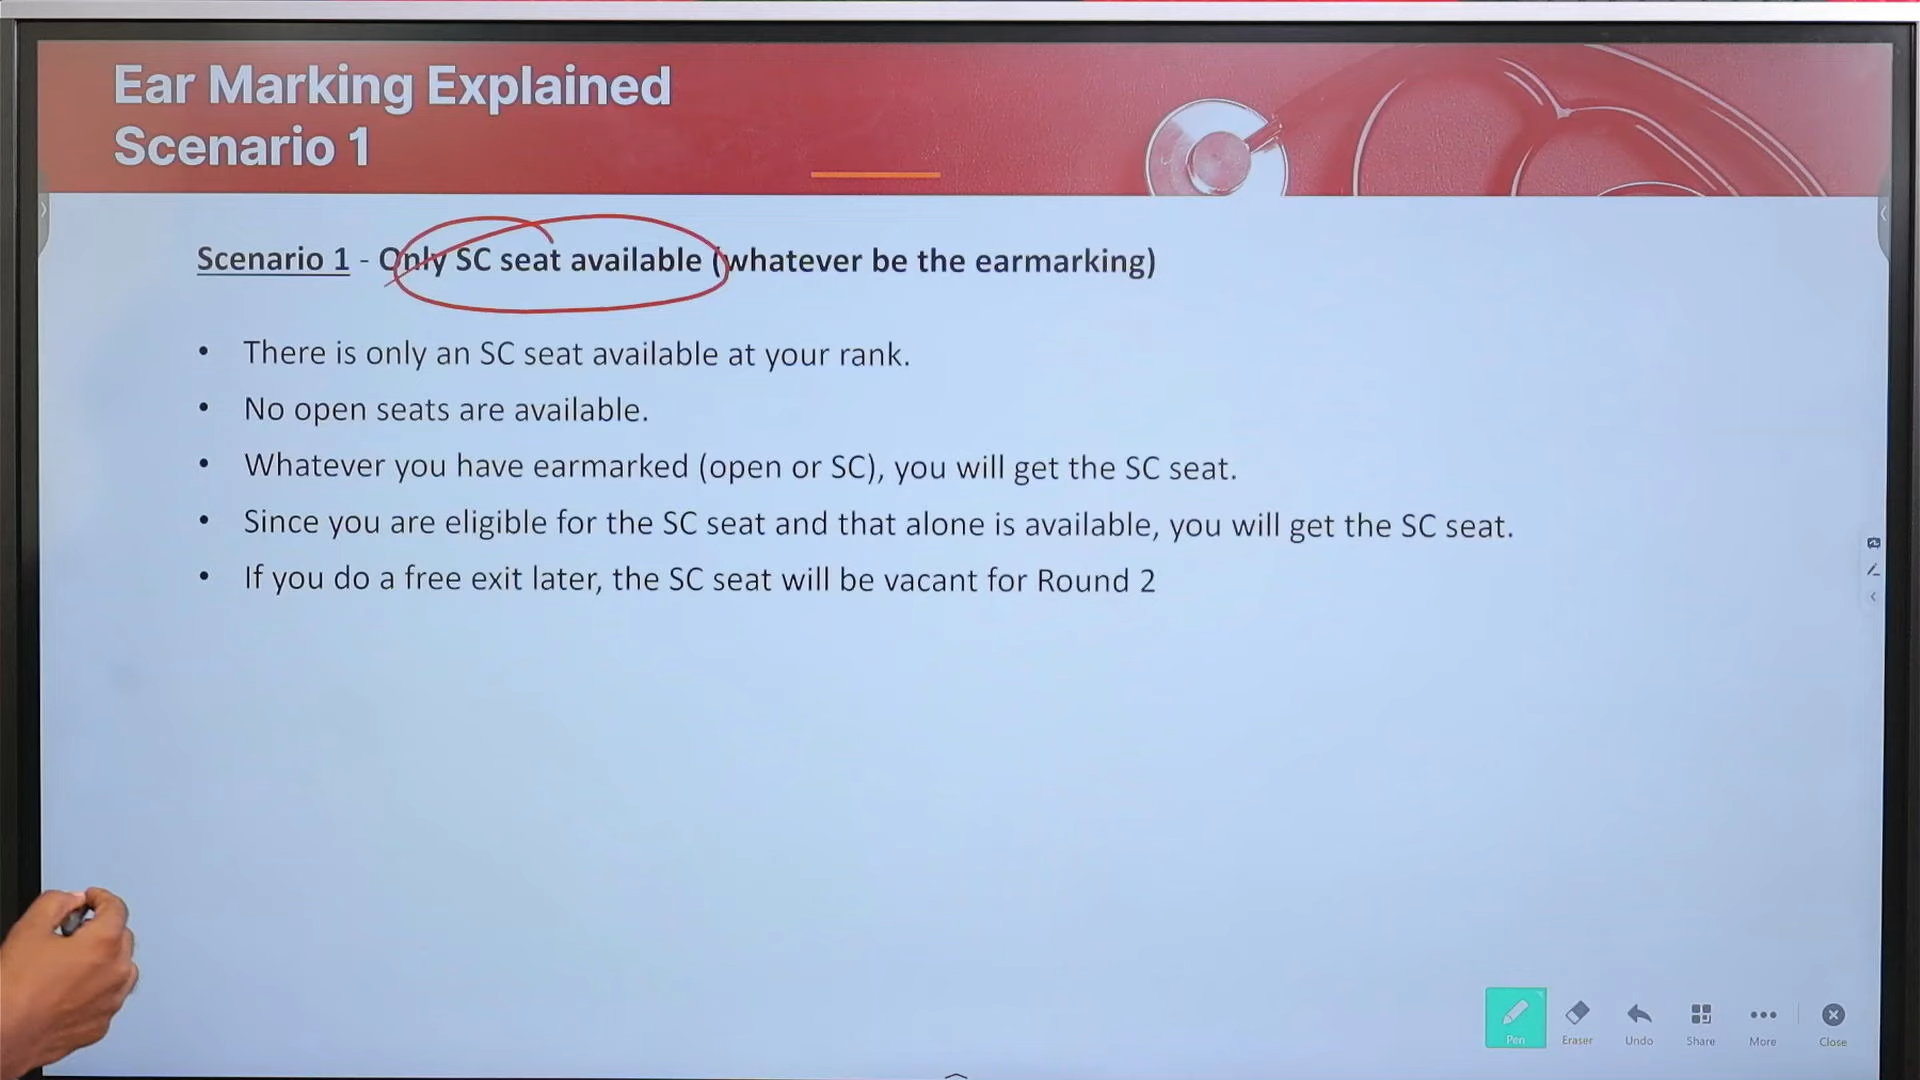 Ear Marking Explained
Scenario 1
Scenario 1 - Only SC seat available (whatever be the earmarking)
• There is only an SC seat available at your rank.
• No open seats are available.
• Whatever you have earmarked (open or SC), you will get the SC seat.
• Since you are eligible for the SC seat and that alone is available, you will get the SC seat.
• If you do a free exit later, the SC seat will be vacant for Round 2
Pen Eraser Undo Share More Close